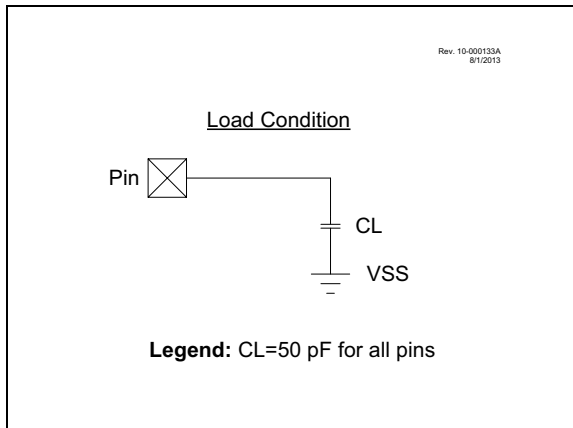 Rev. 10-000133A
8/1/2013
Load Condition
Pin
CL
VSS
Legend: CL=50 pF for all pins